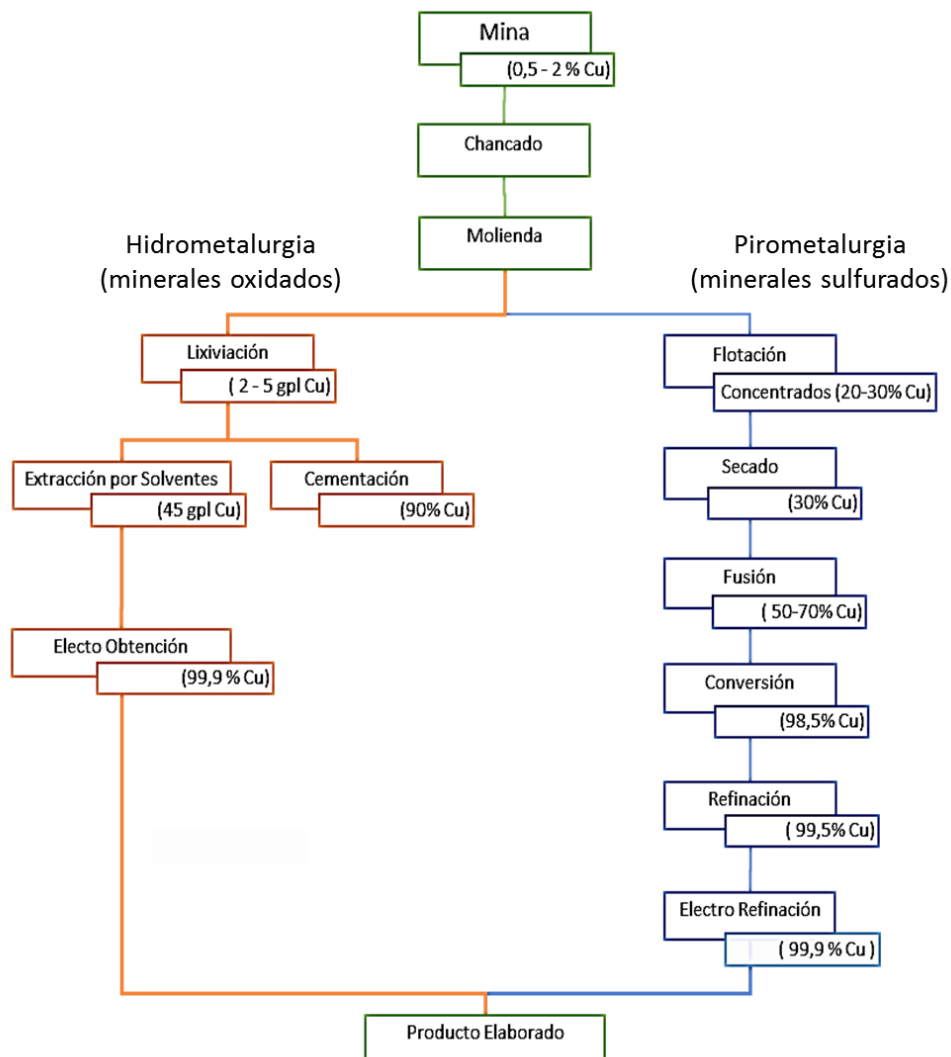 Mina
(0,5 - 2 % Cu)
Chancado
Molienda
Hidrometalurgia
(minerales oxidados)
Pirometalurgia
(minerales sulfurados)
Lixiviación
( 2 - 5 gpl Cu)
Extracción por Solventes
(45 gpl Cu)
Cementación
(90% Cu)
Electo Obtención
(99,9 % Cu)
Flotación
Concentrados (20-30% Cu)
Secado
(30% Cu)
Fusión
( 50-70% Cu)
Conversión
(98,5% Cu)
Refinación
( 99,5% Cu)
Electro Refinación
( 99,9 % Cu )
Producto Elaborado